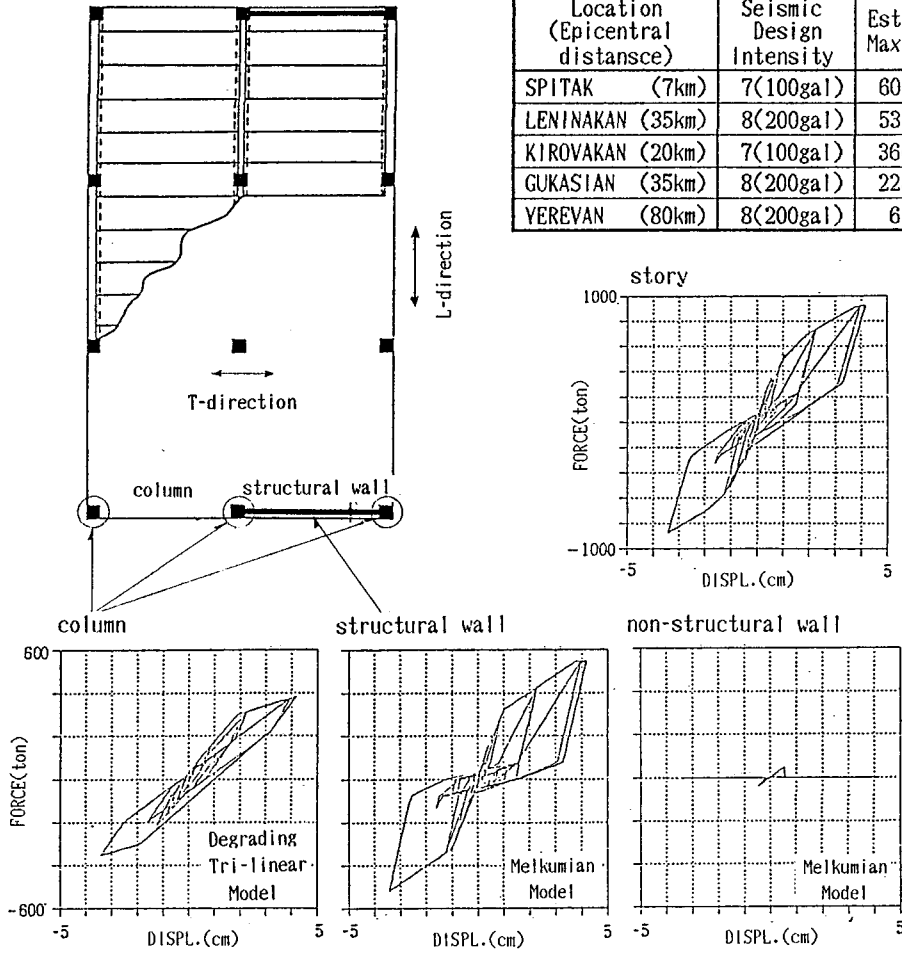 Location
(Epicentral
distansce)
Seismic
Design
Intensity
Est
Max
SPITAK (7km) 7(100gal) 60
LENINAKAN (35km) 8(200gal) 53
KIROVAKAN (20km) 7(100gal) 36
GUKASIAN (35km) 8(200gal) 22
YEREVAN (80km) 8(200gal) 6
L-direction
T-direction
column
structural wall
story
1000
FORCE(ton)
-1000
-5
5
DISPL.(cm)
column
600
FORCE(ton)
-600
Degrading
Tri-linear
Model
-5
5
DISPL.(cm)
structural wall
Melkumian
Model
-5
5
DISPL.(cm)
non-structural wall
Melkumian
Model
-5
5
DISPL.(cm)